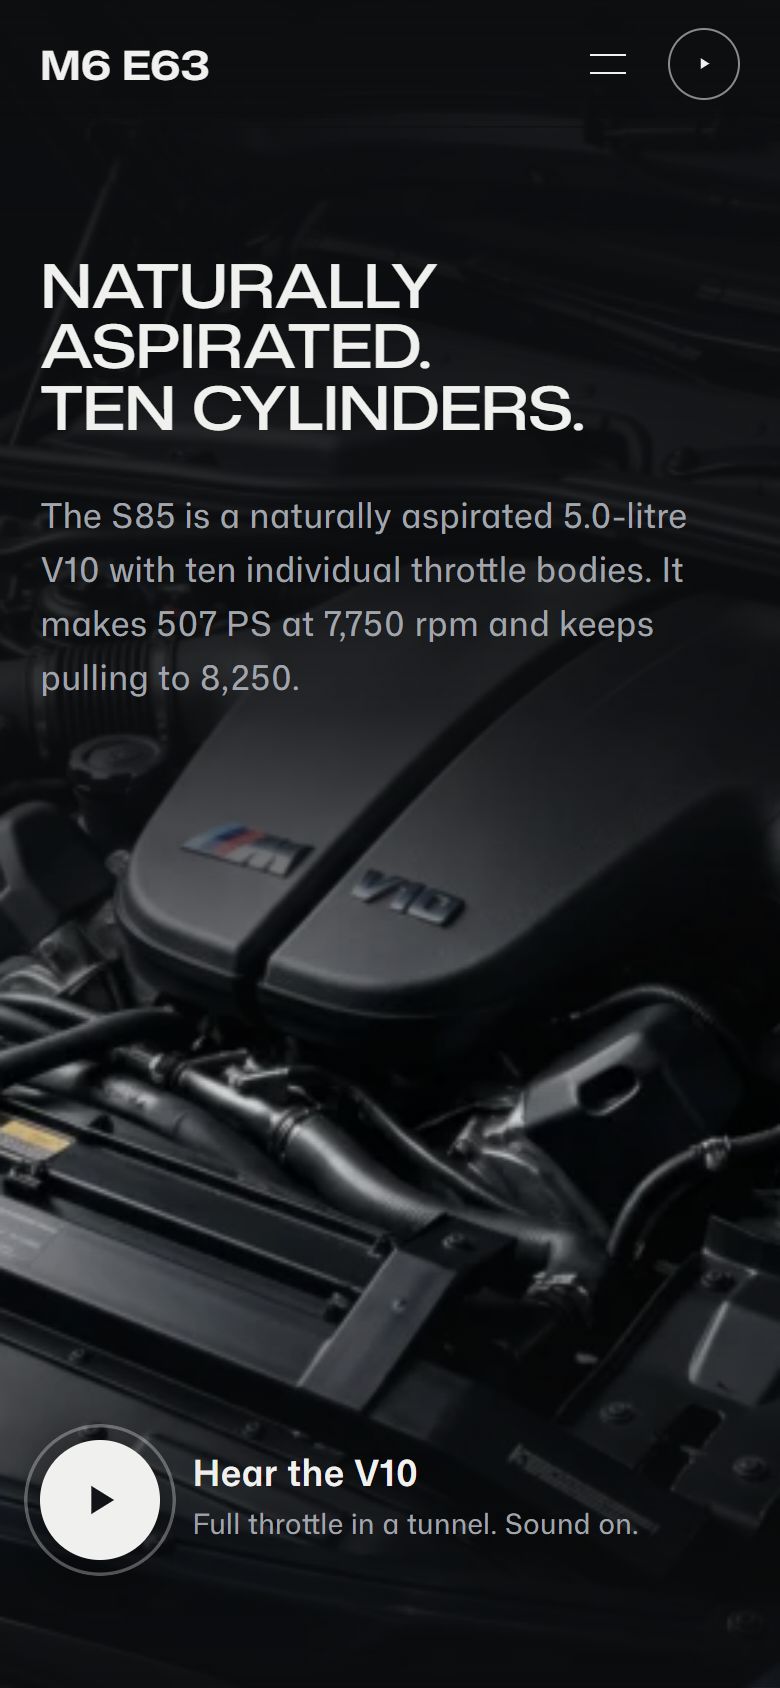 M6 E63
NATURALLY
ASPIRATED.
TEN CYLINDERS.
The S85 is a naturally aspirated 5.0-litre
V10 with ten individual throttle bodies. It
makes 507 PS at 7,750 rpm and keeps
pulling to 8,250.
M V10
Hear the V10
Full throttle in a tunnel. Sound on.